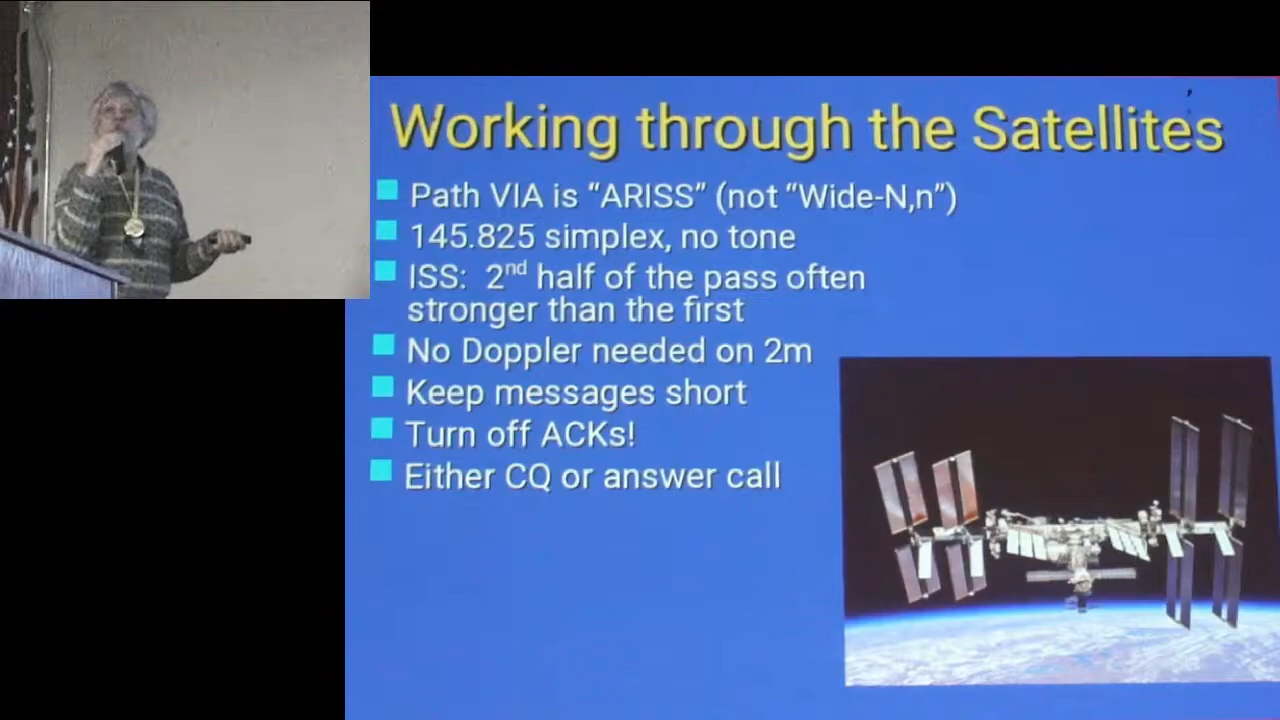 Working through the Satellites
Path VIA is “ARISS” (not “Wide-N,n”)
145.825 simplex, no tone
ISS: 2nd half of the pass often
stronger than the first
No Doppler needed on 2m
Keep messages short
Turn off ACKs!
Either CQ or answer call